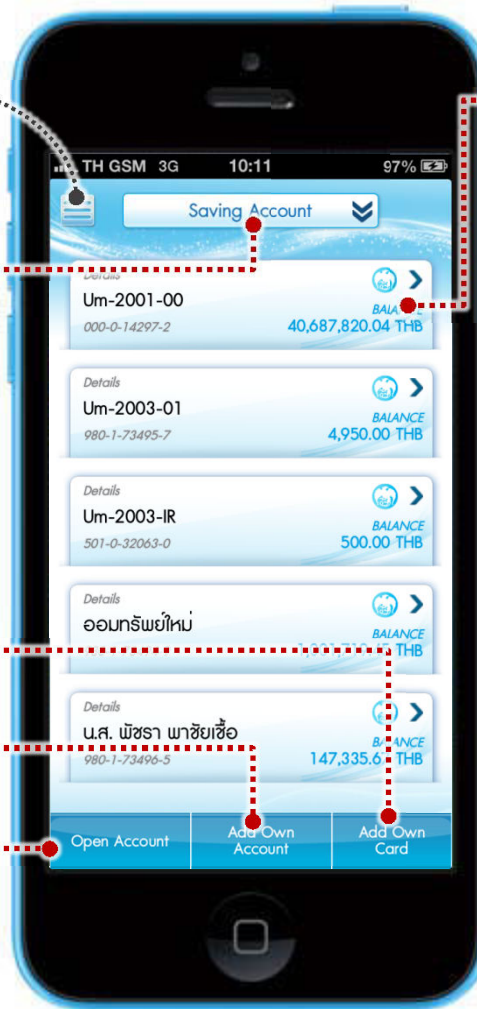 TH GSM 3G 10:11 97%
Saving Account
Details
Um-2001-00
BALANCE
000-0-14297-2 40,687,820.04 THB
Details
Um-2003-01
BALANCE
980-1-73495-7 4,950.00 THB
Details
Um-2003-IR
BALANCE
501-0-32063-0 500.00 THB
Details
ออมทรัพย์ใหม่
BALANCE
THB
Details
น.ส. พัชรา พาชัยเชื้อ
BALANCE
980-1-73496-5 147,335.67 THB
Open Account
Add Own
Account
Add Own
Card